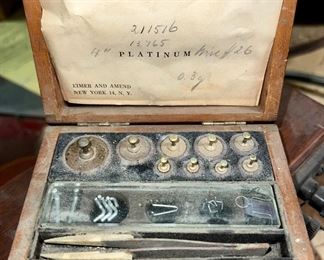 211516
13765
4" PLATINUM
0.3g
EIMER AND AMEND
NEW YORK 14, N. Y.